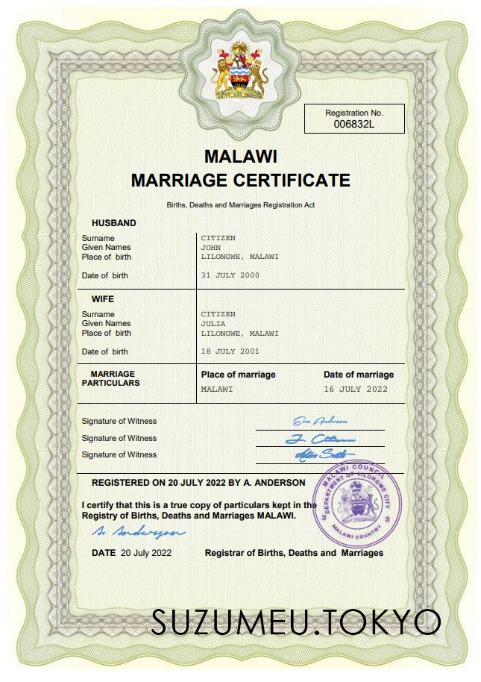 Registration No.
006832L
MALAWI
MARRIAGE CERTIFICATE
Births, Deaths and Marriages Registration Act
HUSBAND
Surname CITIZEN
Given Names JOHN
Place of birth LILONGWE, MALAWI
Date of birth 31 JULY 2000
WIFE
Surname CITIZEN
Given Names JULIA
Place of birth LILONGWE, MALAWI
Date of birth 18 JULY 2001
MARRIAGE PARTICULARS
Place of marriage Date of marriage
MALAWI 16 JULY 2022
Signature of Witness Eric Anderson
Signature of Witness
Signature of Witness
REGISTERED ON 20 JULY 2022 BY A. ANDERSON
I certify that this is a true copy of particulars kept in the
Registry of Births, Deaths and Marriages MALAWI.
A. Anderson
DATE 20 July 2022 Registrar of Births, Deaths and Marriages
MALAWI COUNCIL
DEPARTMENT OF LILONGWE CITY
MALAWI COUNTRY
SUZUMEU.TOKYO